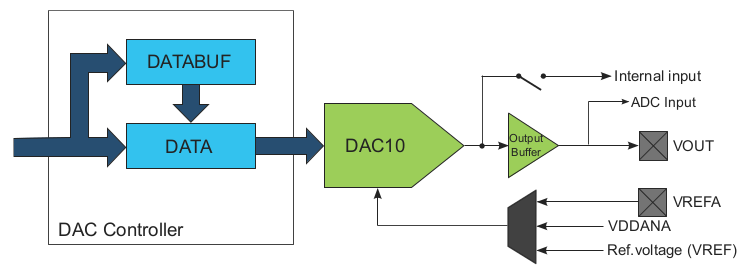 DATABUF
DATA
DAC Controller
DAC10
Output
Buffer
Internal input
ADC Input
VOUT
VREFA
VDDANA
Ref.voltage (VREF)